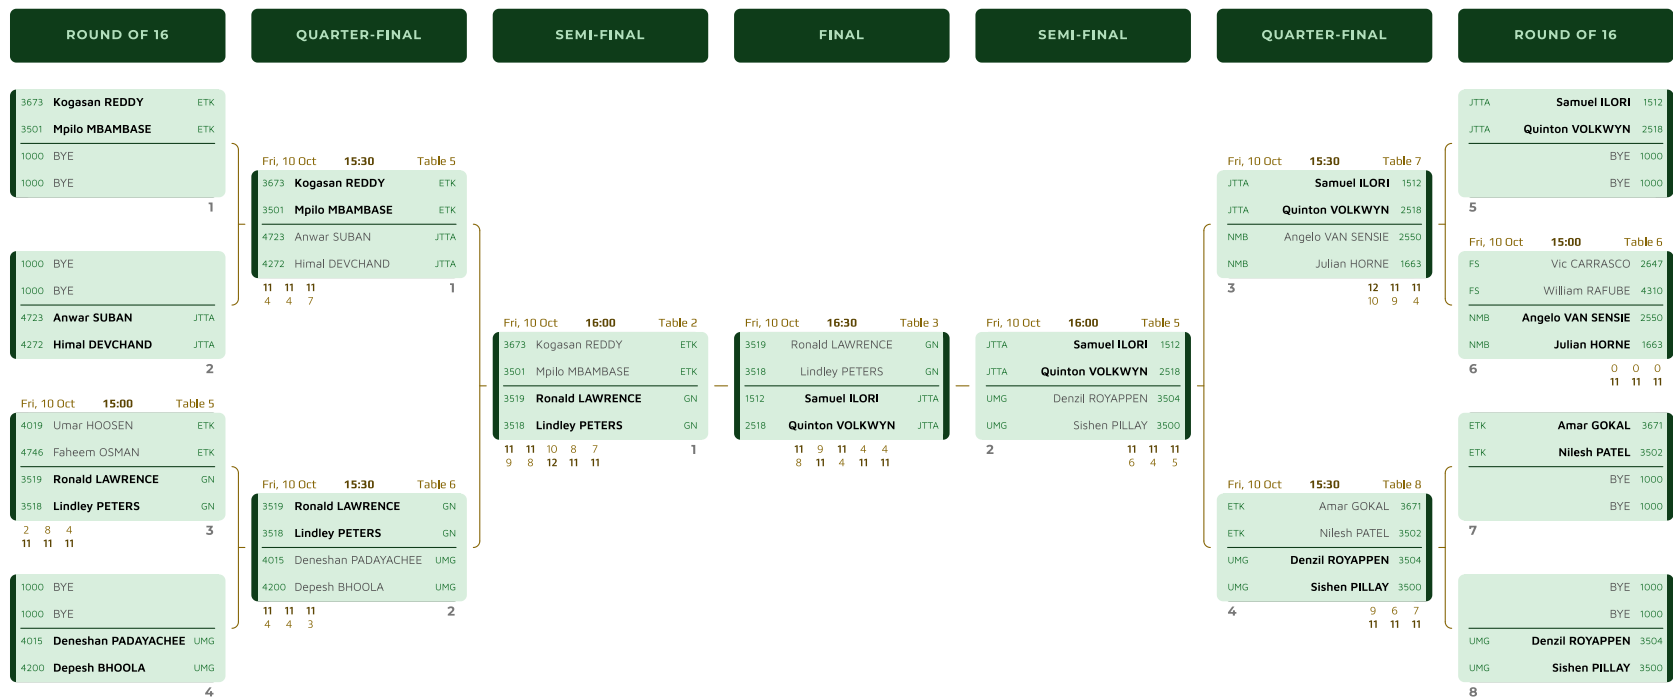 ROUND OF 16
QUARTER-FINAL
SEMI-FINAL
FINAL
SEMI-FINAL
QUARTER-FINAL
ROUND OF 16
3673 Kogasan REDDY ETK
3501 Mpilo MBAMBASE ETK
1000 BYE
1000 BYE
1
1000 BYE
1000 BYE
4723 Anwar SUBAN JTTA
4272 Himal DEVCHAND JTTA
2
Fri, 10 Oct 15:00 Table 5
4019 Umar HOOSEN ETK
4746 Faheem OSMAN ETK
3519 Ronald LAWRENCE GN
3518 Lindley PETERS GN
2 8 4 3
11 11 11
1000 BYE
1000 BYE
4015 Deneshan PADAYACHEE UMG
4200 Depesh BHOOLA UMG
4
Fri, 10 Oct 15:30 Table 5
3673 Kogasan REDDY ETK
3501 Mpilo MBAMBASE ETK
4723 Anwar SUBAN JTTA
4272 Himal DEVCHAND JTTA
11 11 11 1
4 4 7
Fri, 10 Oct 15:30 Table 6
3519 Ronald LAWRENCE GN
3518 Lindley PETERS GN
4015 Deneshan PADAYACHEE UMG
4200 Depesh BHOOLA UMG
11 11 11 2
4 4 3
Fri, 10 Oct 16:00 Table 2
3673 Kogasan REDDY ETK
3501 Mpilo MBAMBASE ETK
3519 Ronald LAWRENCE GN
3518 Lindley PETERS GN
11 11 10 8 7 1
9 8 12 11 11
Fri, 10 Oct 16:30 Table 3
3519 Ronald LAWRENCE GN
3518 Lindley PETERS GN
1512 Samuel ILORI JTTA
2518 Quinton VOLKWYN JTTA
11 9 11 4 4
8 11 4 11 11
Fri, 10 Oct 16:00 Table 5
JTTA Samuel ILORI 1512
JTTA Quinton VOLKWYN 2518
UMG Denzil ROYAPPEN 3504
UMG Sishen PILLAY 3500
2 11 11 11
6 4 5
Fri, 10 Oct 15:30 Table 7
JTTA Samuel ILORI 1512
JTTA Quinton VOLKWYN 2518
NMB Angelo VAN SENSIE 2550
NMB Julian HORNE 1663
3 12 11 11
10 9 4
Fri, 10 Oct 15:30 Table 8
ETK Amar GOKAL 3671
ETK Nilesh PATEL 3502
UMG Denzil ROYAPPEN 3504
UMG Sishen PILLAY 3500
4 9 6 7
11 11 11
JTTA Samuel ILORI 1512
JTTA Quinton VOLKWYN 2518
BYE 1000
BYE 1000
5
Fri, 10 Oct 15:00 Table 6
FS Vic CARRASCO 2647
FS William RAFUBE 4310
NMB Angelo VAN SENSIE 2550
NMB Julian HORNE 1663
6 0 0 0
11 11 11
ETK Amar GOKAL 3671
ETK Nilesh PATEL 3502
BYE 1000
BYE 1000
7
BYE 1000
BYE 1000
UMG Denzil ROYAPPEN 3504
UMG Sishen PILLAY 3500
8